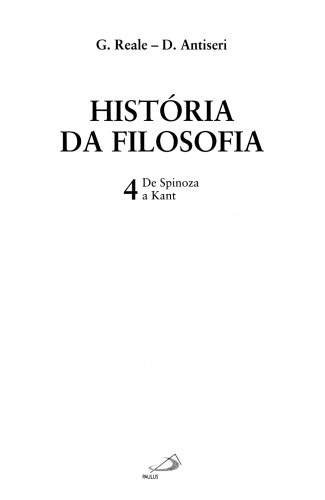 G. Reale – D. Antiseri
HISTÓRIA
DA FILOSOFIA
4 De Spinoza
a Kant
PAULUS